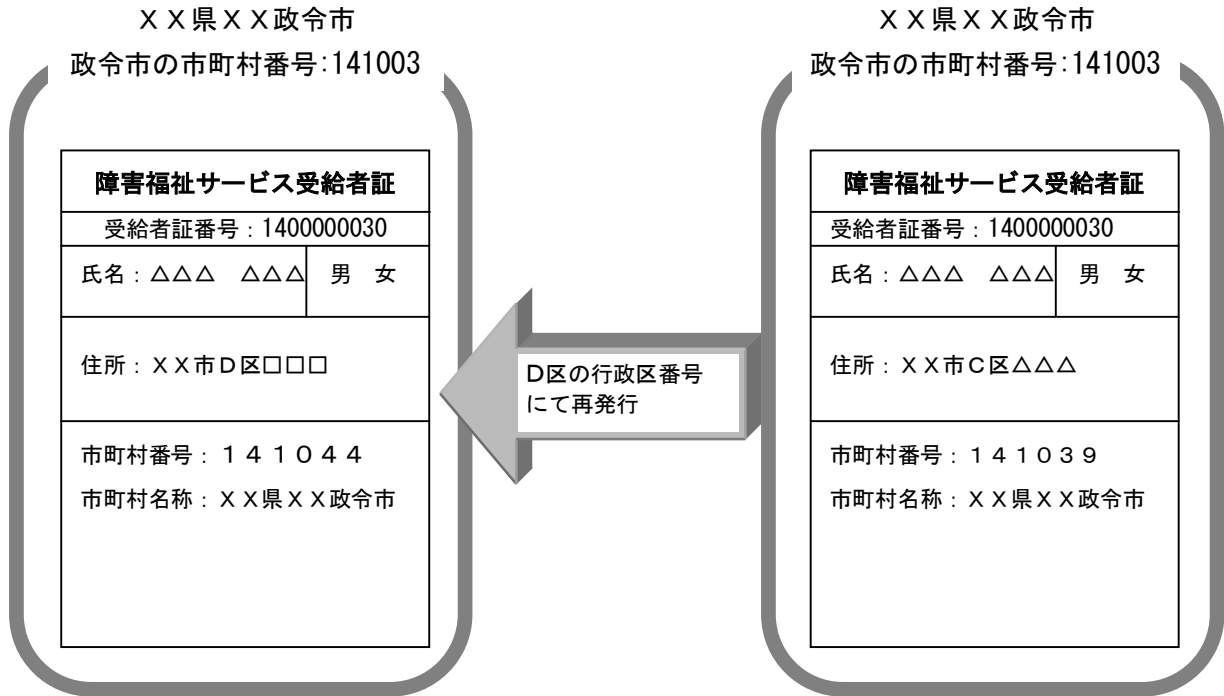 ＸＸ県ＸＸ政令市
政令市の市町村番号:141003
障害福祉サービス受給者証
受給者証番号：1400000030
氏名：△△△　△△△
男　女
住所：ＸＸ市Ｄ区□□□
市町村番号：１４１０４４
市町村名称：ＸＸ県ＸＸ政令市
D区の行政区番号
にて再発行
ＸＸ県ＸＸ政令市
政令市の市町村番号:141003
障害福祉サービス受給者証
受給者証番号：1400000030
氏名：△△△　△△△
男　女
住所：ＸＸ市Ｃ区△△△
市町村番号：１４１０３９
市町村名称：ＸＸ県ＸＸ政令市